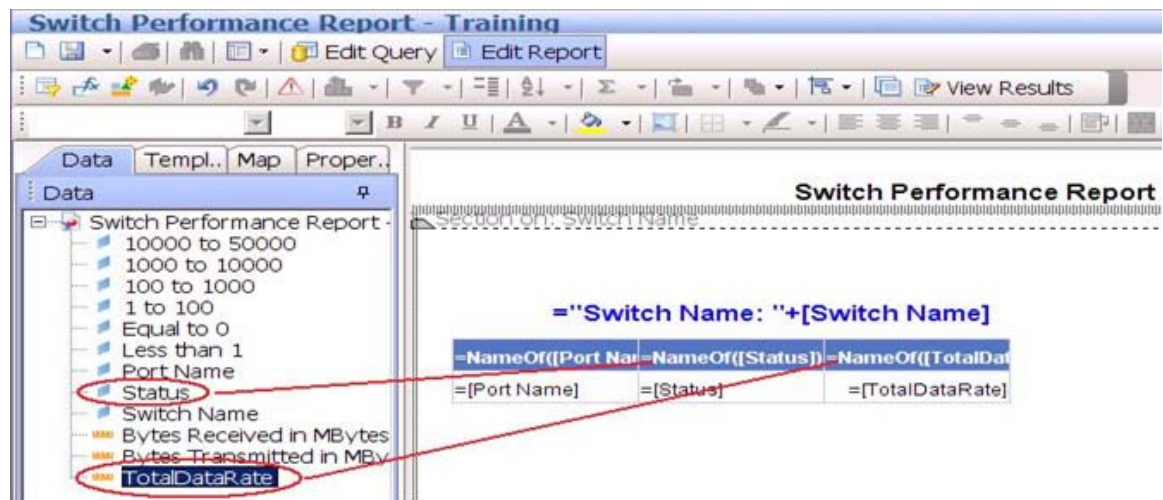 Switch Performance Report - Training
Edit Query Edit Report
View Results
B I U A
Data Templ.. Map Proper..
Data
Switch Performance Report -
10000 to 50000
1000 to 10000
100 to 1000
1 to 100
Equal to 0
Less than 1
Port Name
Status
Switch Name
Bytes Received in MBytes
Bytes Transmitted in MBy
TotalDataRate
Switch Performance Report
Section on: Switch Name
="Switch Name: "+[Switch Name]
=NameOf([Port Na =NameOf([Status]) =NameOf([TotalDat
=[Port Name] =[Status] =[TotalDataRate]